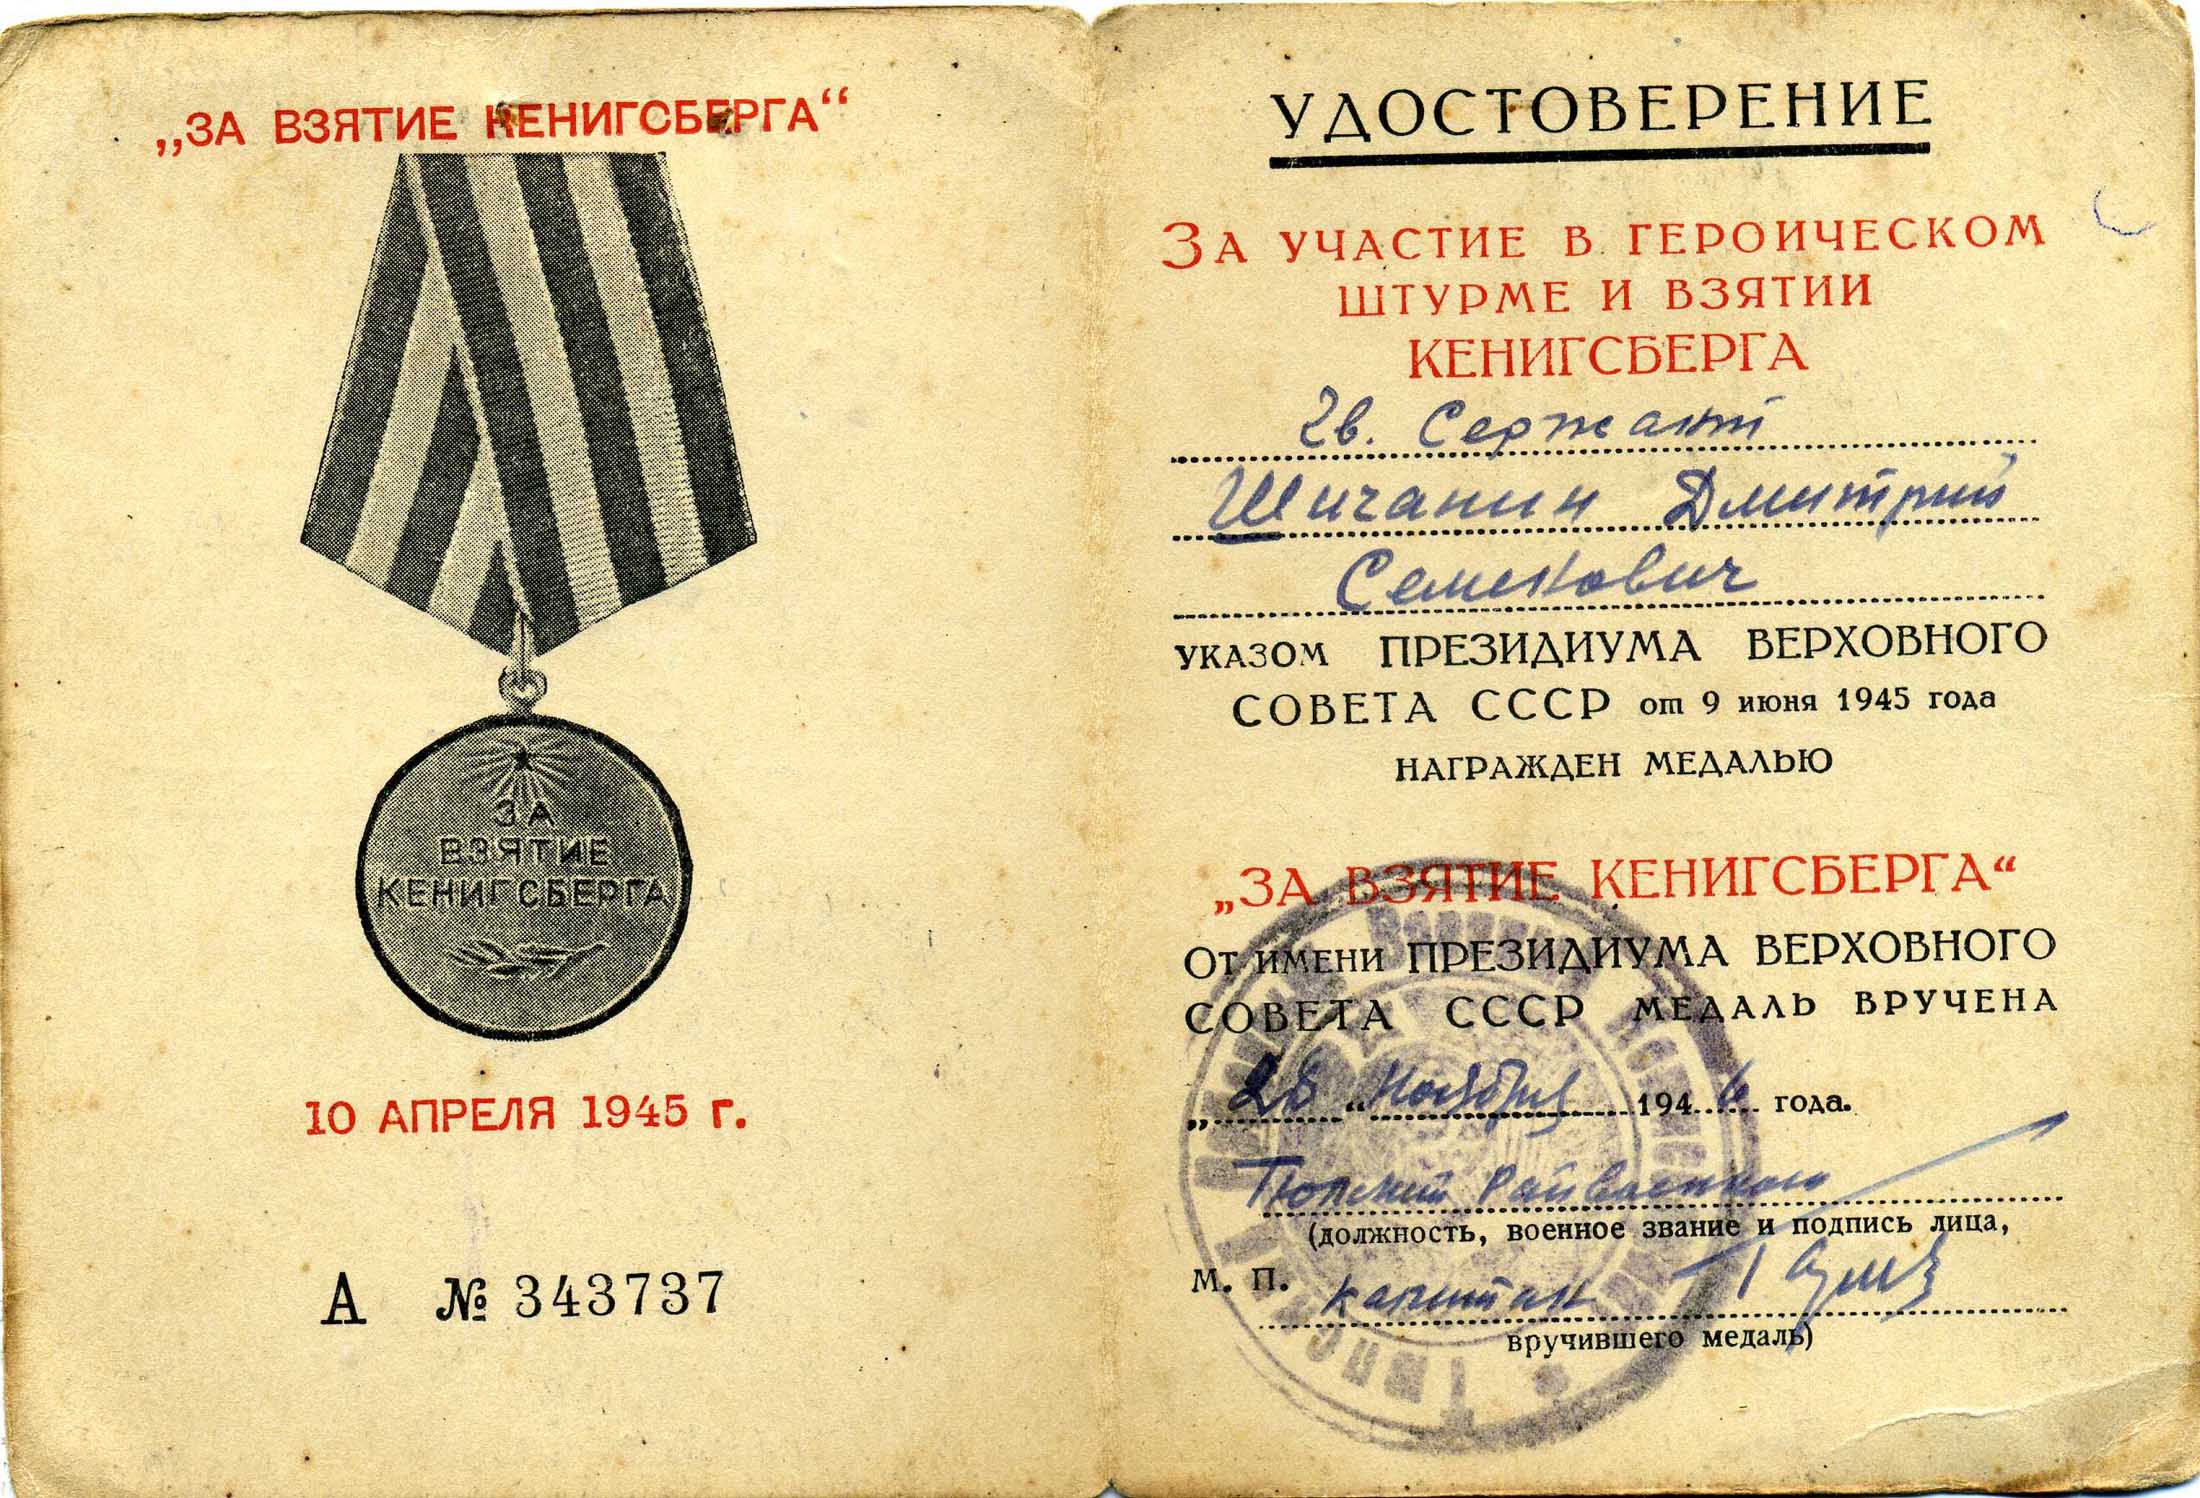 „ЗА ВЗЯТИЕ КЕНИГСБЕРГА“
ЗА
ВЗЯТИЕ
КЕНИГСБЕРГА
10 АПРЕЛЯ 1945 г.
А № 343737
УДОСТОВЕРЕНИЕ
ЗА УЧАСТИЕ В ГЕРОИЧЕСКОМ
ШТУРМЕ И ВЗЯТИИ
КЕНИГСБЕРГА
Гв. Сержант
Шичанин Дмитрий
Семенович
УКАЗОМ ПРЕЗИДИУМА ВЕРХОВНОГО
СОВЕТА СССР от 9 июня 1945 года
НАГРАЖДЕН МЕДАЛЬЮ
„ЗА ВЗЯТИЕ КЕНИГСБЕРГА“
ОТ ИМЕНИ ПРЕЗИДИУМА ВЕРХОВНОГО
СОВЕТА СССР МЕДАЛЬ ВРУЧЕНА
„28“ Ноября 1946 года.
Райвоенком
(должность, военное звание и подпись лица,
М. П. капитан
вручившего медаль)